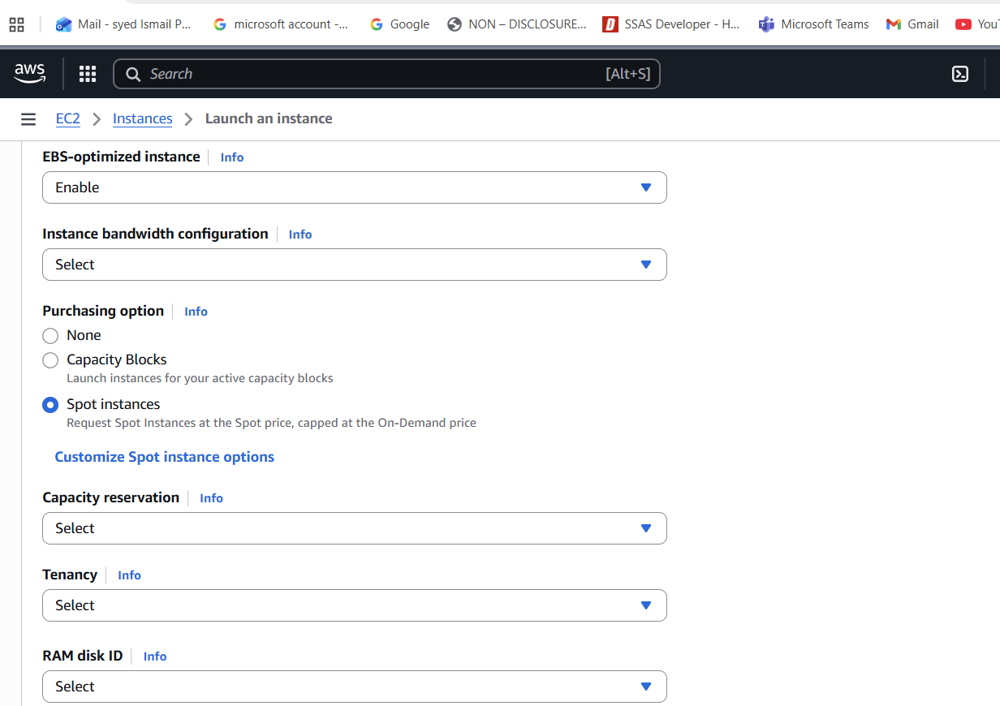 Mail - syed Ismail P... microsoft account -... Google NON – DISCLOSURE... SSAS Developer - H... Microsoft Teams Gmail YouT
aws Search [Alt+S]
EC2 Instances Launch an instance
EBS-optimized instance Info
Enable
Instance bandwidth configuration Info
Select
Purchasing option Info
None
Capacity Blocks
Launch instances for your active capacity blocks
Spot instances
Request Spot Instances at the Spot price, capped at the On-Demand price
Customize Spot instance options
Capacity reservation Info
Select
Tenancy Info
Select
RAM disk ID Info
Select